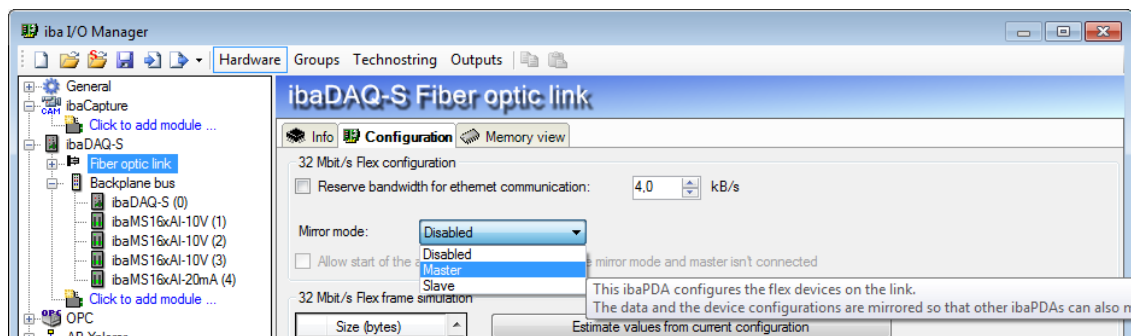 iba I/O Manager
Hardware Groups Technostring Outputs
General
ibaCapture
CAM
Click to add module ...
ibaDAQ-S
Fiber optic link
Backplane bus
ibaDAQ-S (0)
ibaMS16xAI-10V (1)
ibaMS16xAI-10V (2)
ibaMS16xAI-10V (3)
ibaMS16xAI-20mA (4)
Click to add module ...
OPC
ibaDAQ-S Fiber optic link
Info Configuration Memory view
32 Mbit/s Flex configuration
Reserve bandwidth for ethernet communication: 4,0 kB/s
Mirror mode: Disabled
Disabled
Master
Slave
Allow start of the a mirror mode and master isn't connected
This ibaPDA configures the flex devices on the link.
The data and the device configurations are mirrored so that other ibaPDAs can also
32 Mbit/s Flex frame simulation
Size (bytes) Estimate values from current configuration